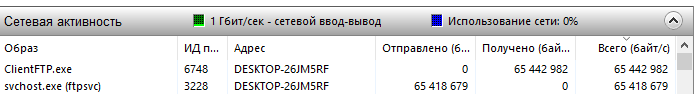 Сетевая активность 1 Гбит/сек - сетевой ввод-вывод Использование сети: 0%
Образ ИД п... Адрес Отправлено (б... Получено (бай... Всего (байт/с)
ClientFTP.exe 6748 DESKTOP-26JM5RF 0 65 442 982 65 442 982
svchost.exe (ftpsvc) 3228 DESKTOP-26JM5RF 65 418 679 0 65 418 679